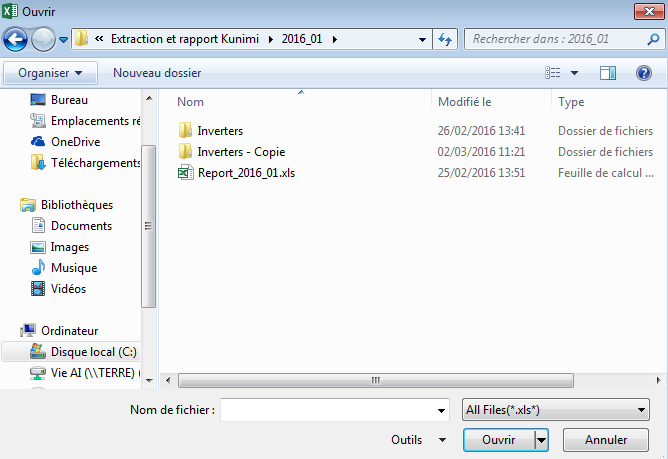 Ouvrir
« Extraction et rapport Kunimi 2016_01
Rechercher dans : 2016_01
Organiser Nouveau dossier
Nom Modifié le Type
Inverters 26/02/2016 13:41 Dossier de fichiers
Inverters - Copie 02/03/2016 11:21 Dossier de fichiers
Report_2016_01.xls 25/02/2016 13:51 Feuille de calcul ...
Bureau
Emplacements ré
OneDrive
Téléchargements
Bibliothèques
Documents
Images
Musique
Vidéos
Ordinateur
Disque local (C:)
Vie AI (\\TERRE) (
Nom de fichier :
All Files(*.xls*)
Outils Ouvrir Annuler